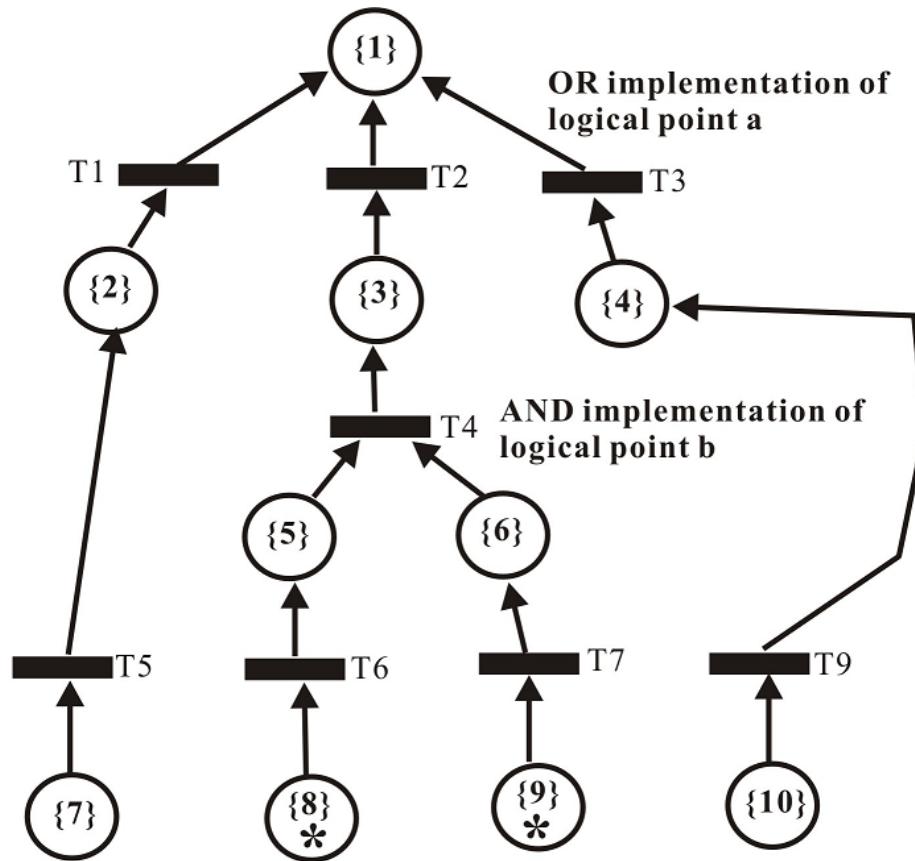 {1}
OR implementation of
logical point a
T1
T2
T3
{2}
{3}
{4}
AND implementation of
logical point b
T4
{5}
{6}
T5
T6
T7
T9
{7}
{8}
*
{9}
*
{10}